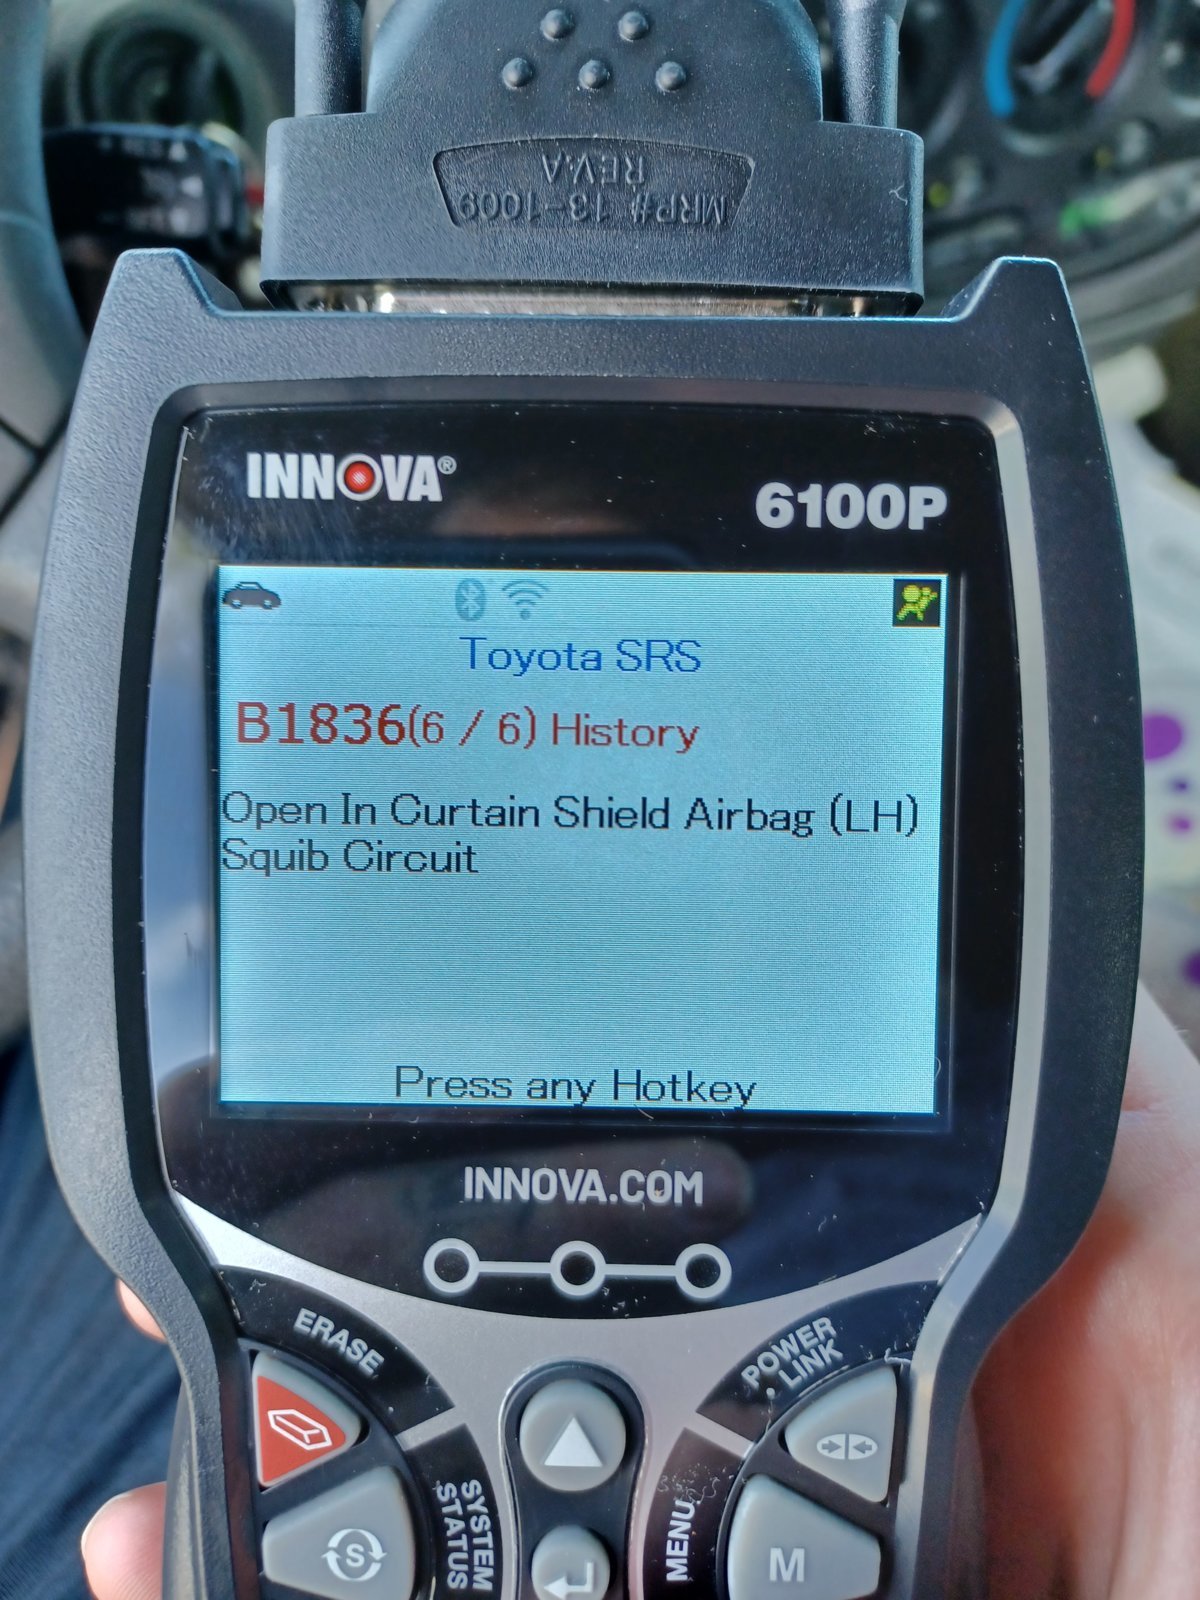 MRP# 13-1009
REV.A
INNOVA®
6100P
Toyota SRS
B1836(6 / 6) History
Open In Curtain Shield Airbag (LH)
Squib Circuit
Press any Hotkey
INNOVA.COM
ERASE
POWER
LINK
S
SYSTEM
STATUS
MENU
M